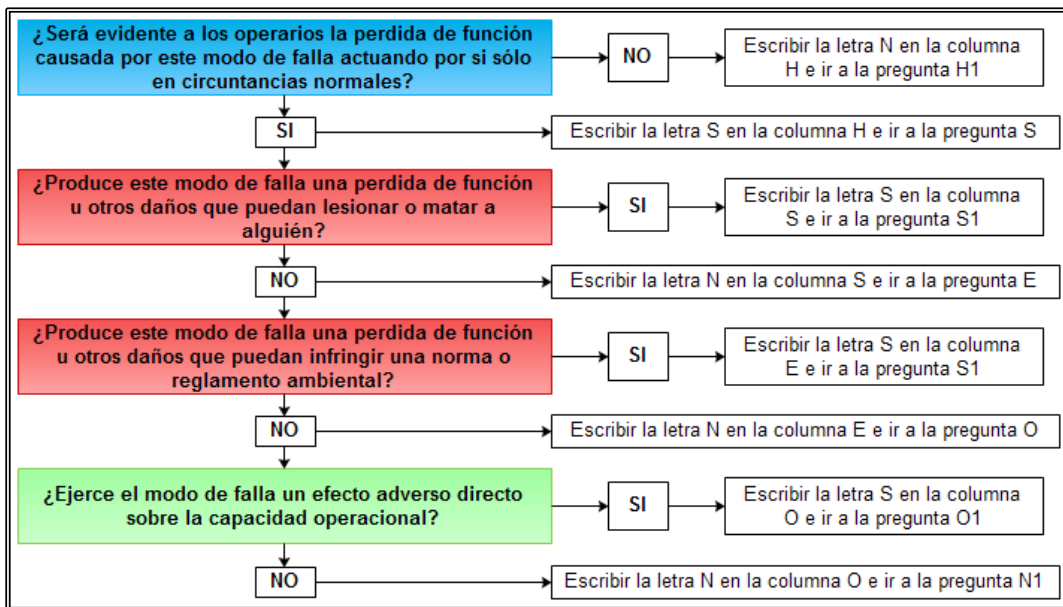 ¿Será evidente a los operarios la perdida de función
causada por este modo de falla actuando por si sólo
en circuntancias normales?
NO
Escribir la letra N en la columna
H e ir a la pregunta H1
SI
Escribir la letra S en la columna H e ir a la pregunta S
¿Produce este modo de falla una perdida de función
u otros daños que puedan lesionar o matar a
alguién?
SI
Escribir la letra S en la columna
S e ir a la pregunta S1
NO
Escribir la letra N en la columna S e ir a la pregunta E
¿Produce este modo de falla una perdida de función
u otros daños que puedan infringir una norma o
reglamento ambiental?
SI
Escribir la letra S en la columna
E e ir a la pregunta S1
NO
Escribir la letra N en la columna E e ir a la pregunta O
¿Ejerce el modo de falla un efecto adverso directo
sobre la capacidad operacional?
SI
Escribir la letra S en la columna
O e ir a la pregunta O1
NO
Escribir la letra N en la columna O e ir a la pregunta N1